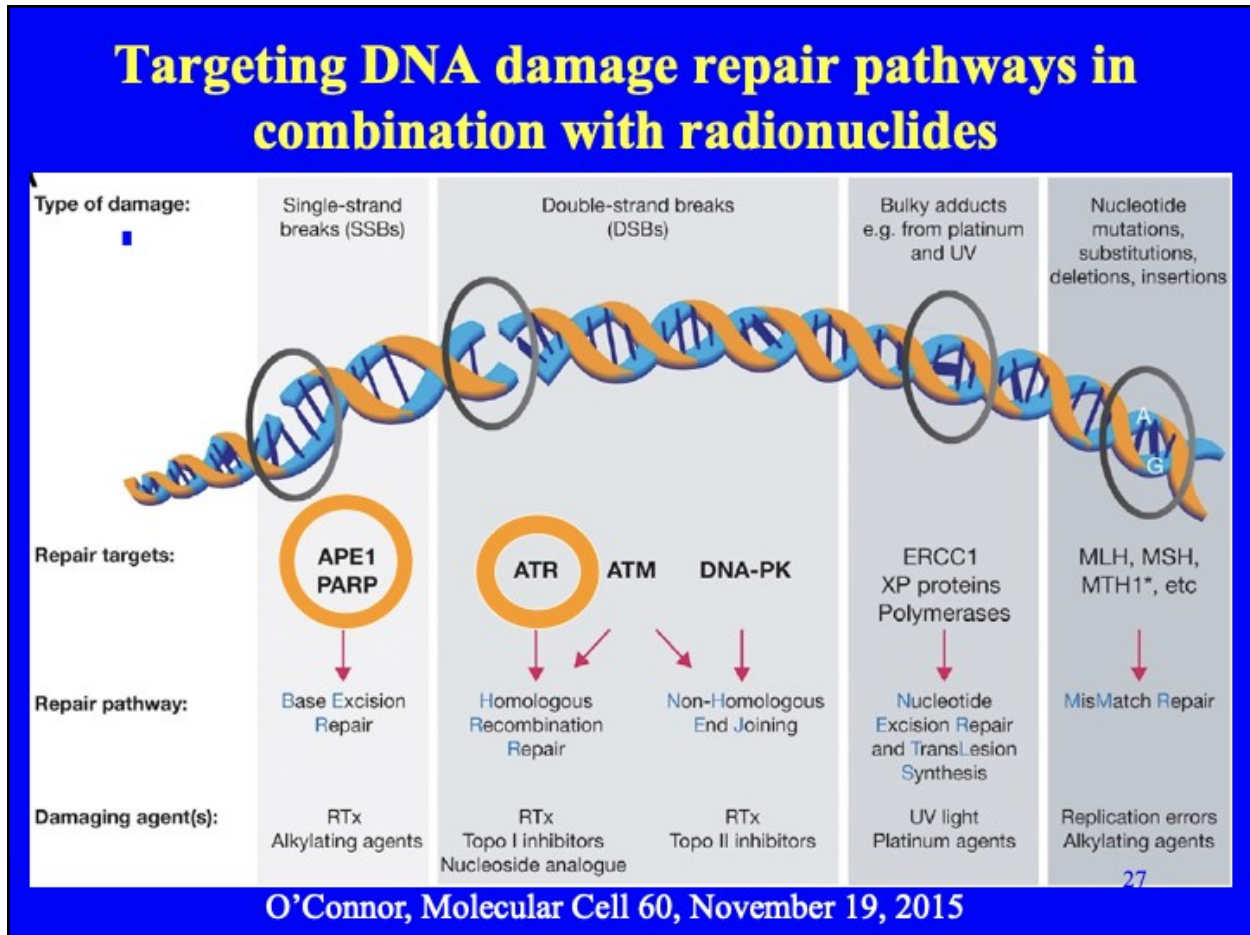 Targeting DNA damage repair pathways in
combination with radionuclides
Type of damage:
Single-strand
breaks (SSBs)
Double-strand breaks
(DSBs)
Bulky adducts
e.g. from platinum
and UV
Nucleotide
mutations,
substitutions,
deletions, insertions
A
G
Repair targets:
APE1
PARP
ATR
ATM
DNA-PK
ERCC1
XP proteins
Polymerases
MLH, MSH,
MTH1*, etc
Repair pathway:
Base Excision
Repair
Homologous
Recombination
Repair
Non-Homologous
End Joining
Nucleotide
Excision Repair
and TransLesion
Synthesis
MisMatch Repair
Damaging agent(s):
RTx
Alkylating agents
RTx
Topo I inhibitors
Nucleoside analogue
RTx
Topo II inhibitors
UV light
Platinum agents
Replication errors
Alkylating agents
27
O'Connor, Molecular Cell 60, November 19, 2015